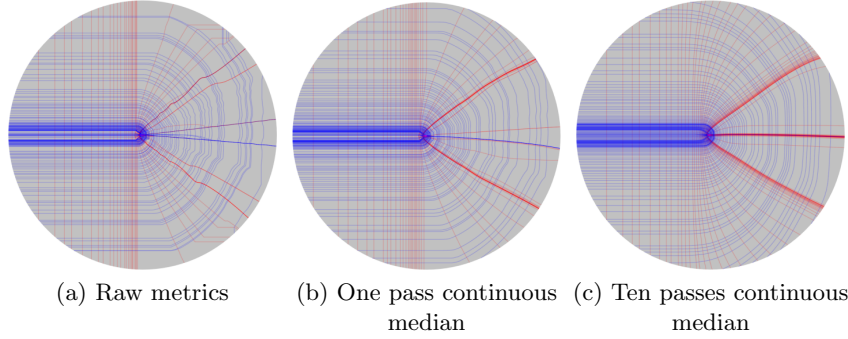 (a) Raw metrics
(b) One pass continuous
median
(c) Ten passes continuous
median